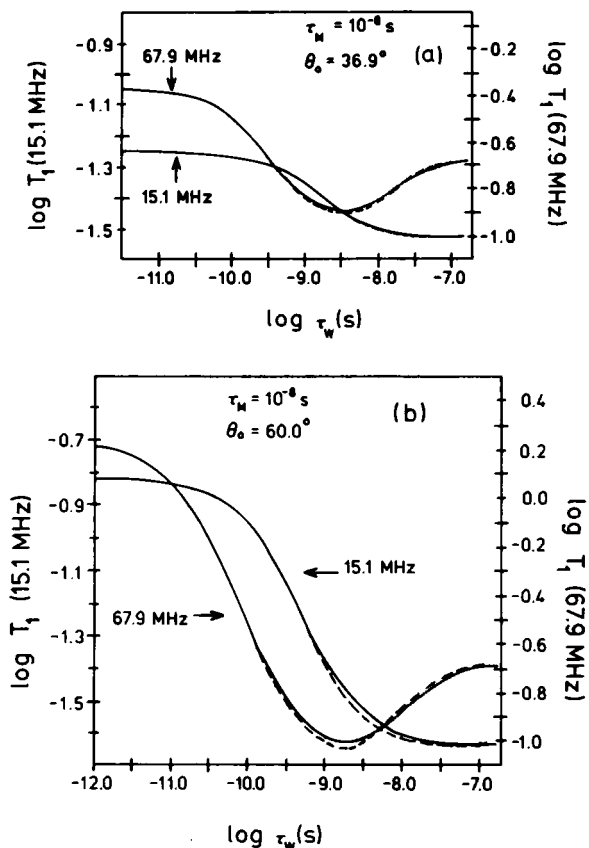 τM = 10⁻⁸ s
θo = 36.9°
(a)
67.9 MHz
15.1 MHz
log T1 (15.1 MHz)
-0.9
-1.1
-1.3
-1.5
log T1 (67.9 MHz)
-0.2
-0.4
-0.6
-0.8
-1.0
-11.0 -10.0 -9.0 -8.0 -7.0
log τw(s)
τM = 10⁻⁸ s
θo = 60.0°
(b)
15.1 MHz
67.9 MHz
log T1 (15.1 MHz)
-0.7
-0.9
-1.1
-1.3
-1.5
log T1 (67.9 MHz)
0.4
0.2
0.0
-0.2
-0.4
-0.6
-0.8
-1.0
-12.0 -11.0 -10.0 -9.0 -8.0 -7.0
log τw(s)